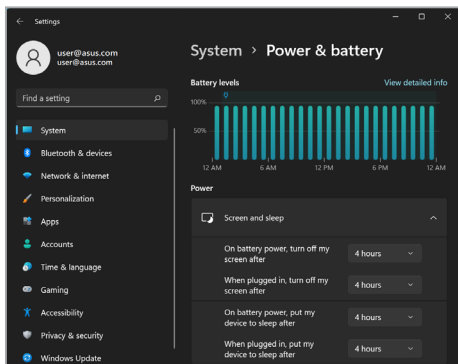 Settings
user@asus.com
user@asus.com
Find a setting
System
Bluetooth & devices
Network & internet
Personalization
Apps
Accounts
Time & language
Gaming
Accessibility
Privacy & security
Windows Update
System > Power & battery
Battery levels
View detailed info
100%
50%
12 AM 6 AM 12 PM 6 PM 12 AM
Power
Screen and sleep
On battery power, turn off my
screen after
4 hours
When plugged in, turn off my
screen after
4 hours
On battery power, put my
device to sleep after
4 hours
When plugged in, put my
device to sleep after
4 hours